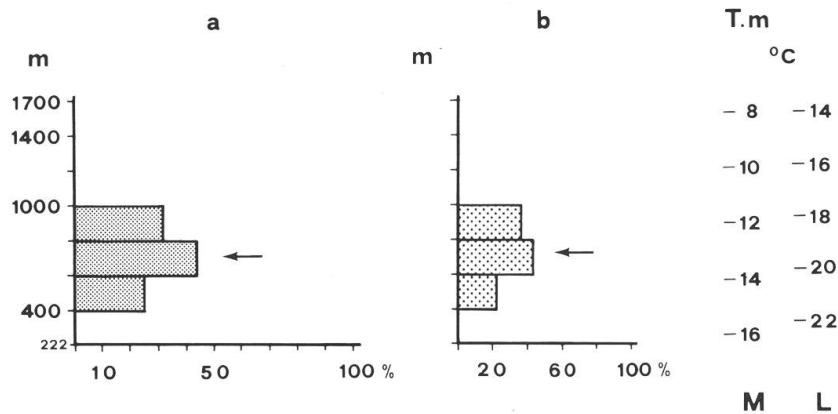 a b T.m
m m °C
1700
1400
1000
400
222
10 50 100 %
20 60 100 %
– 8 – 14
– 10 – 16
– 12 – 18
– 14 – 20
– 16 – 22
M L